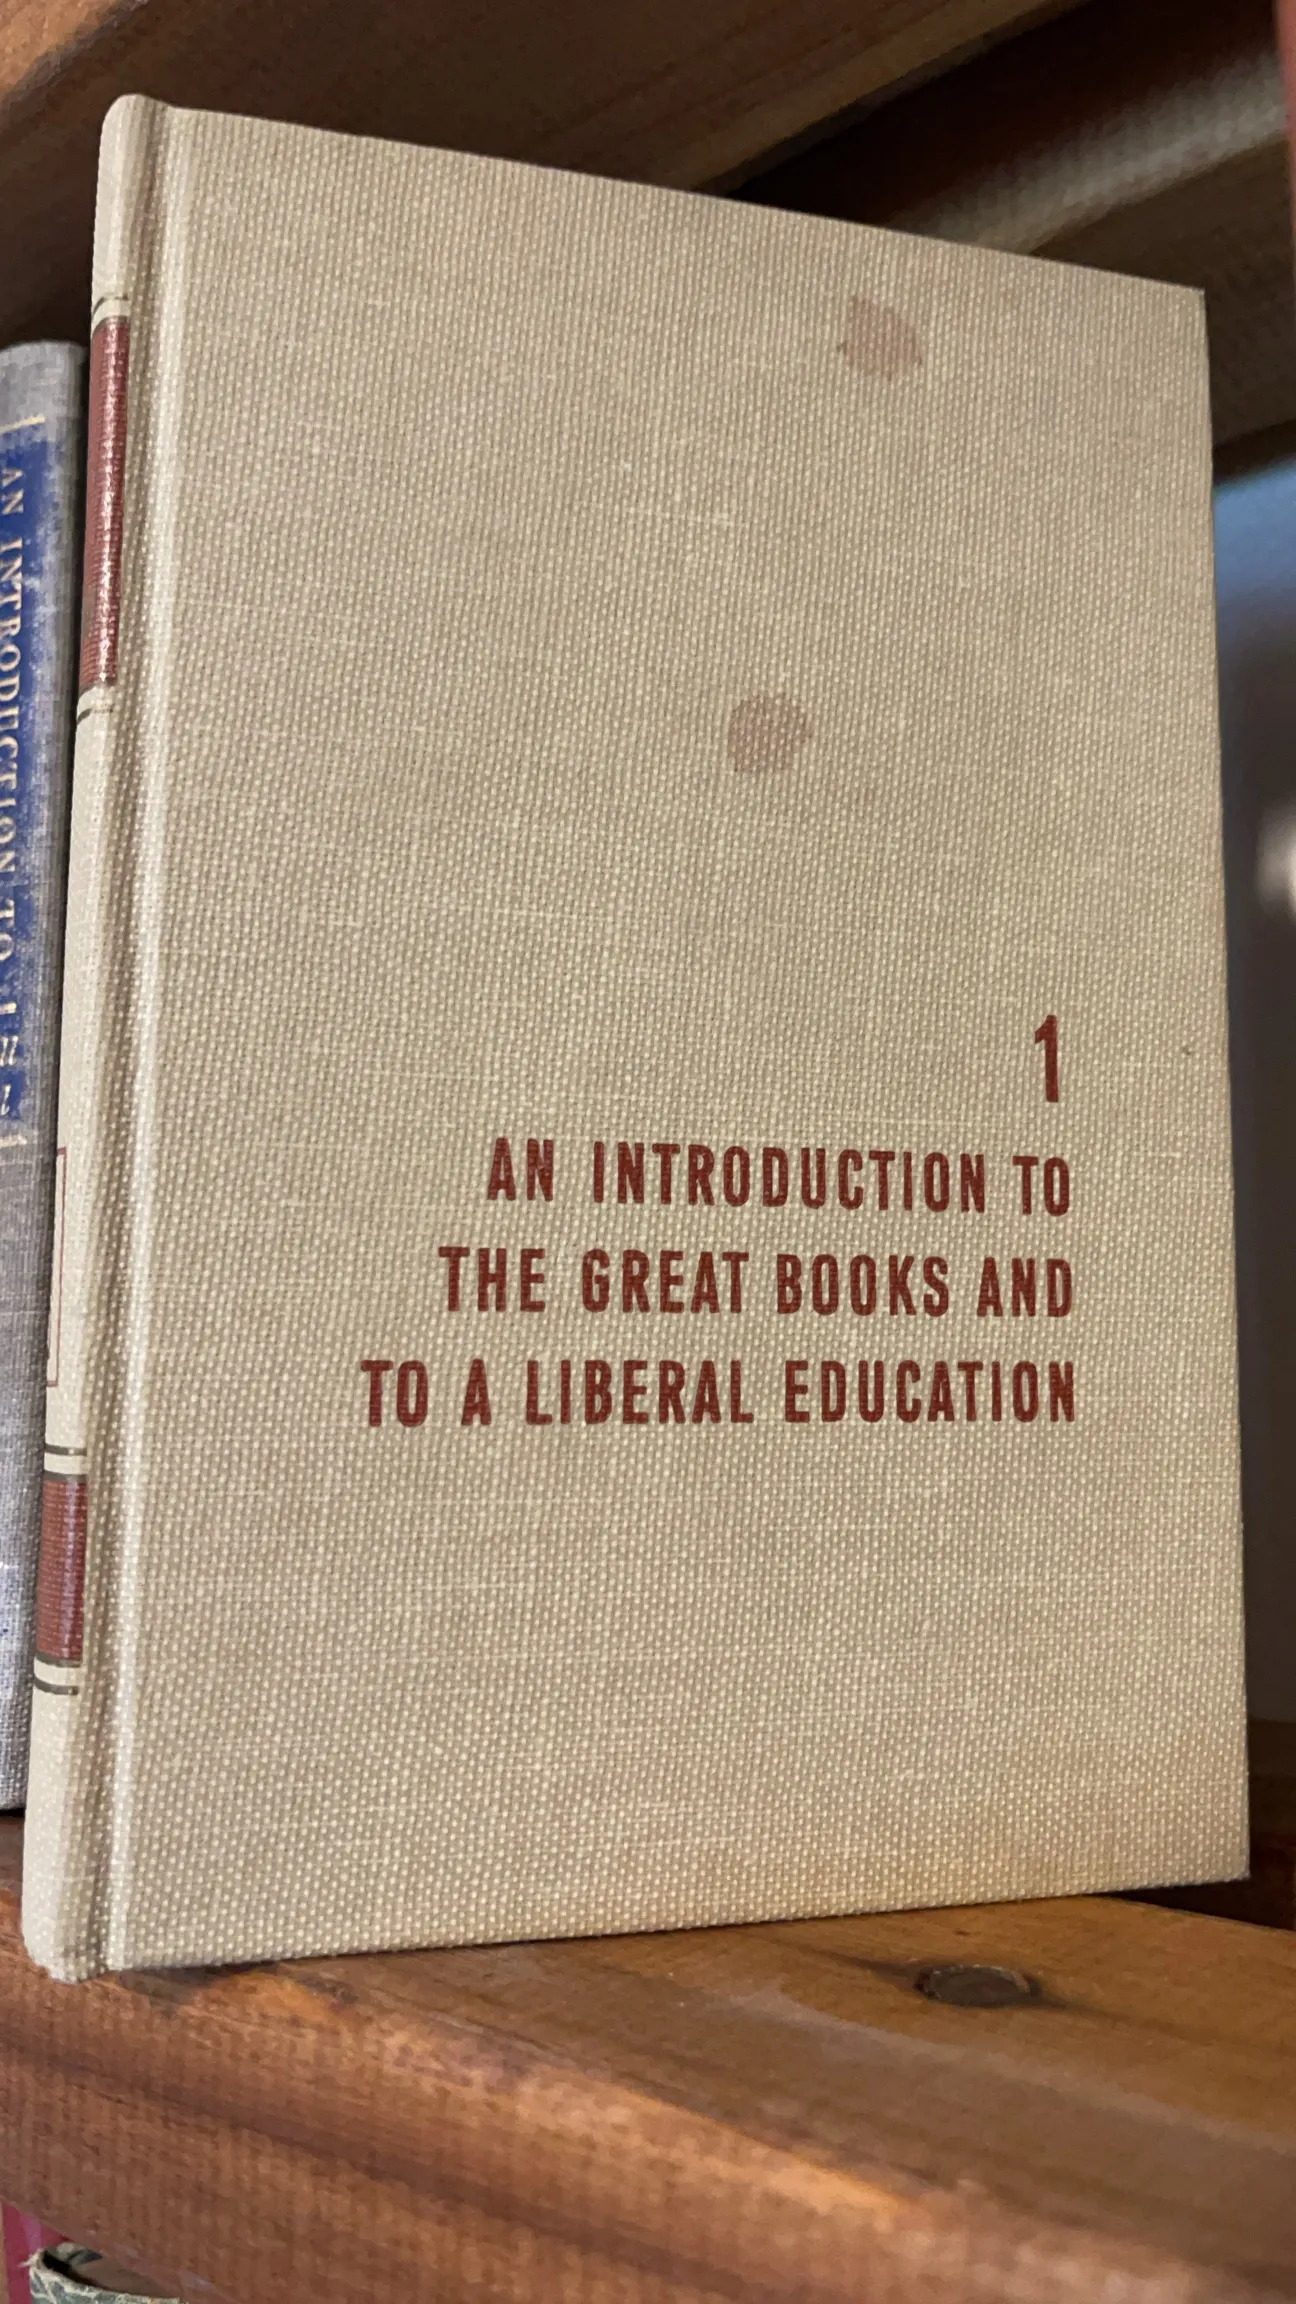 AN INTRODUCTION TO
1
AN INTRODUCTION TO
THE GREAT BOOKS AND
TO A LIBERAL EDUCATION